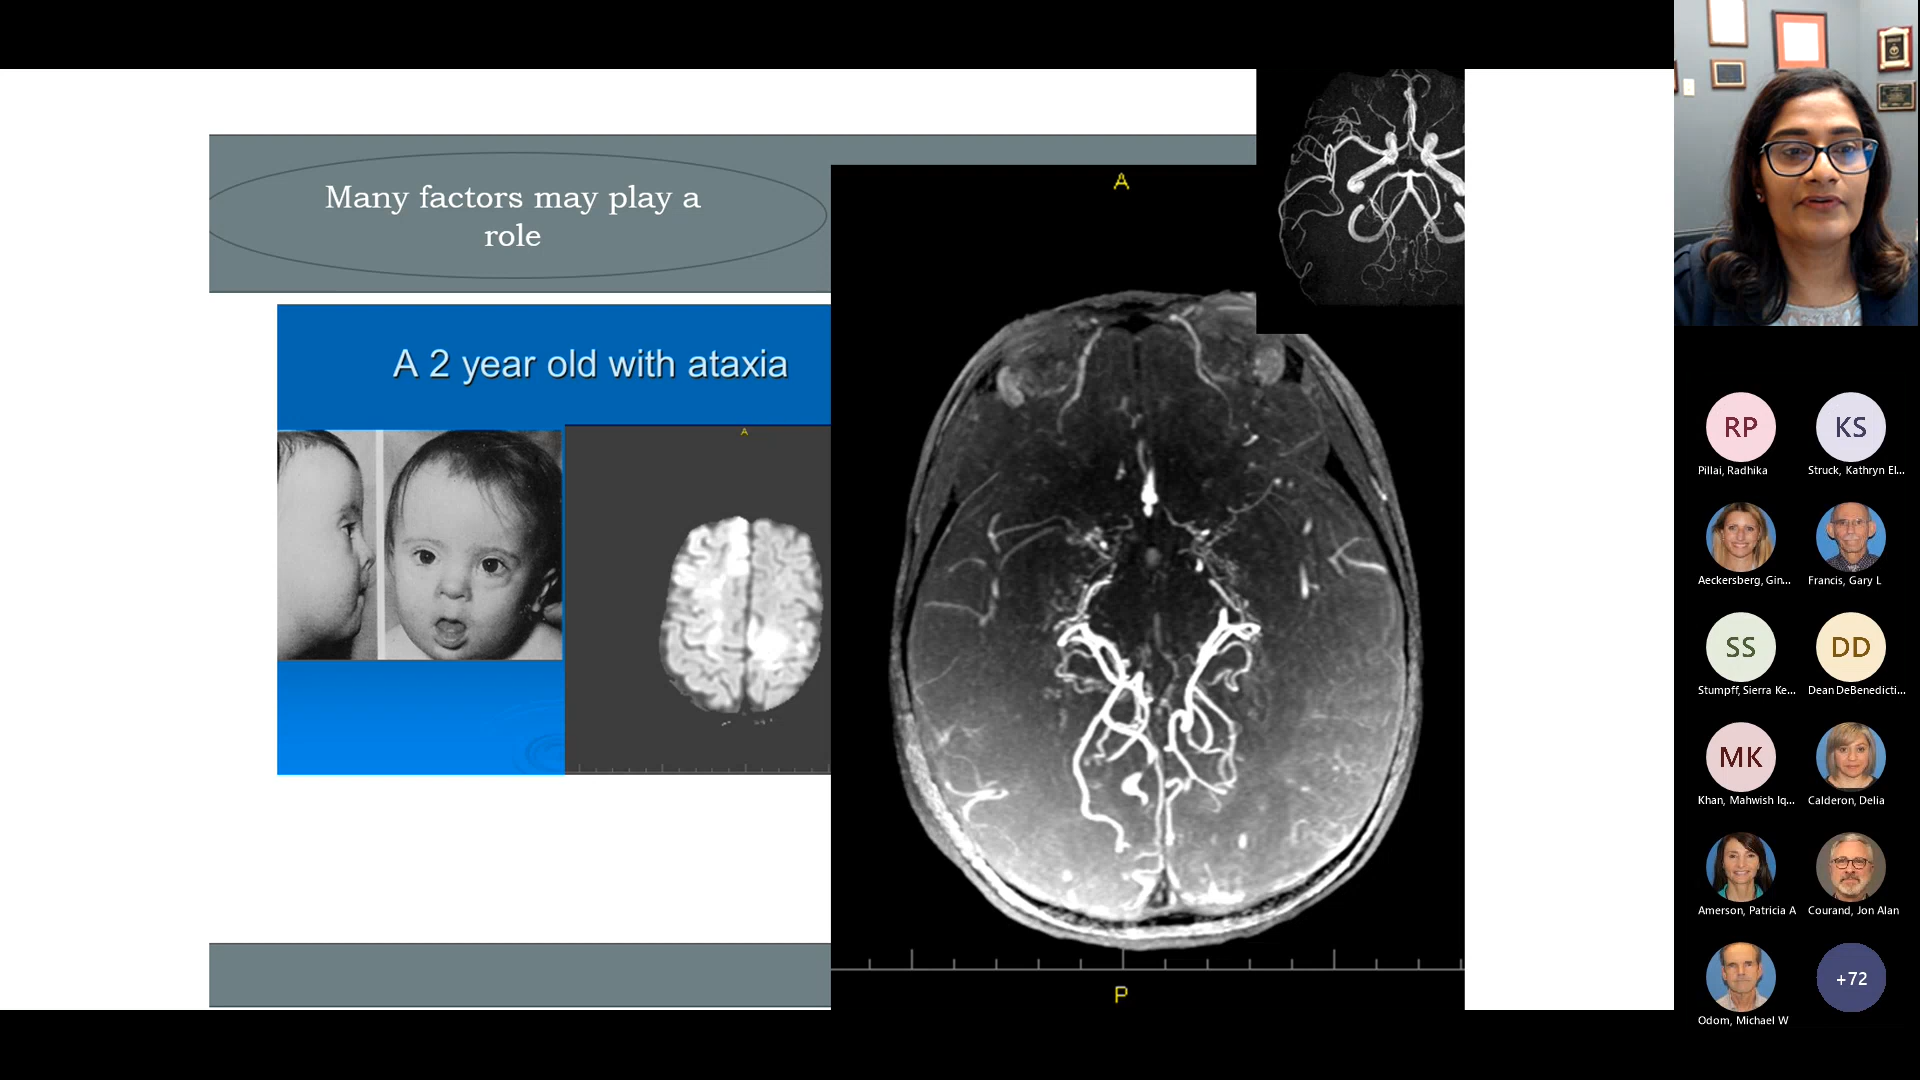 Many factors may play a
role
A 2 year old with ataxia
A
A
P
RP
Pillai, Radhika
KS
Struck, Kathryn El...
Aeckersberg, Gin...
Francis, Gary L
SS
Stumpff, Sierra Ke...
DD
Dean DeBenedicti...
MK
Khan, Mahwish Iq...
Calderon, Delia
Amerson, Patricia A
Courand, Jon Alan
Odom, Michael W
+72